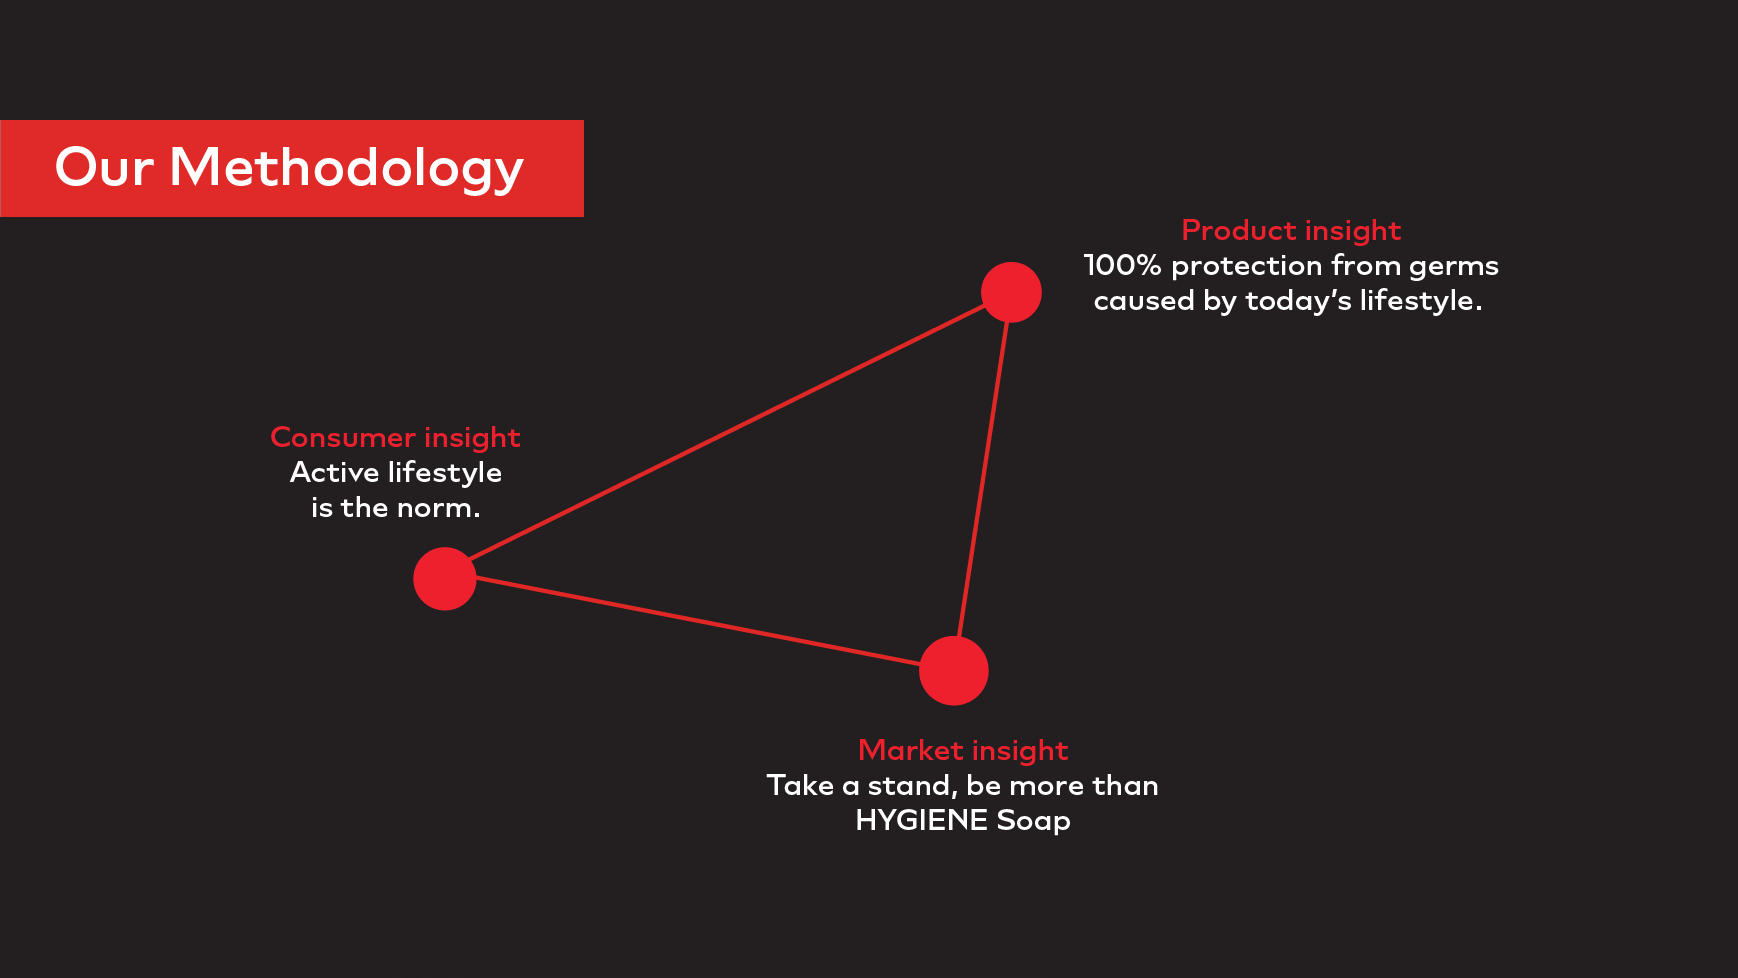 Our Methodology
Product insight
100% protection from germs
caused by today's lifestyle.
Consumer insight
Active lifestyle
is the norm.
Market insight
Take a stand, be more than
HYGIENE Soap